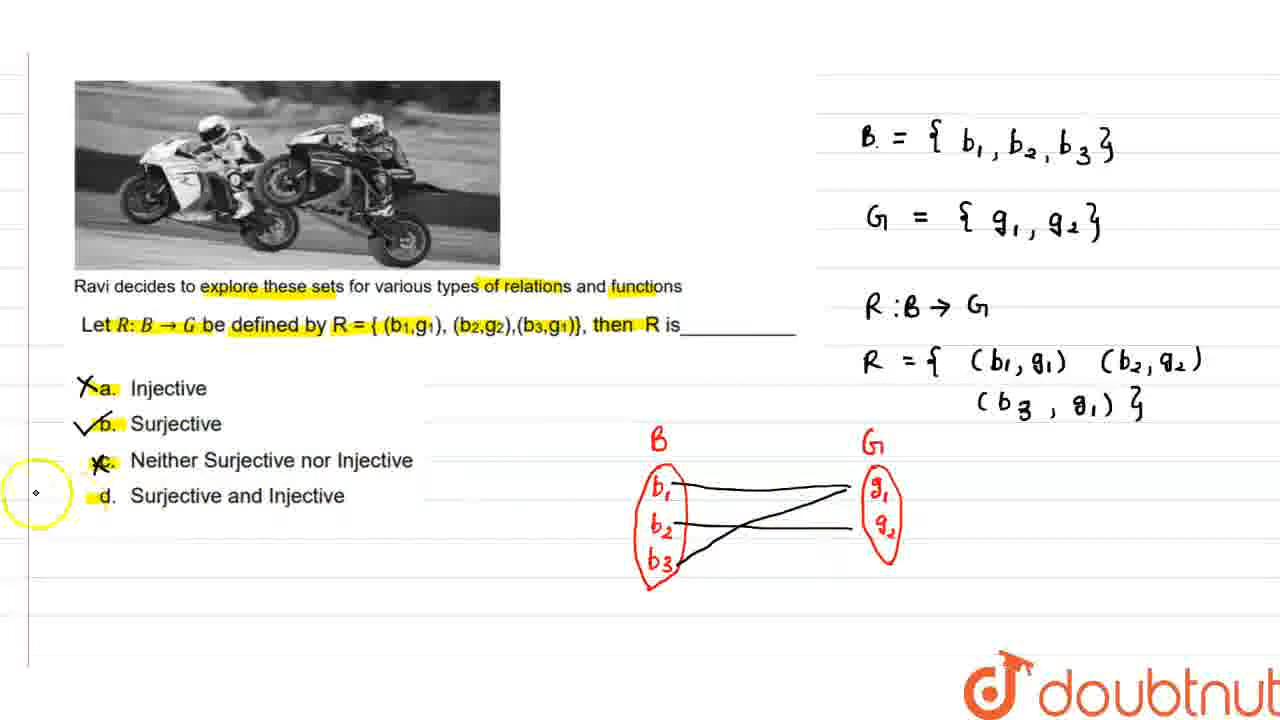 Ravi decides to explore these sets for various types of relations and functions
Let R: B → G be defined by R = { (b1,g1), (b2,g2),(b3,g1)}, then R is___________
a. Injective
b. Surjective
c. Neither Surjective nor Injective
d. Surjective and Injective
B = { b1, b2, b3 }
G = { g1, g2 }
R : B → G
R = { (b1, g1) (b2, g2)
(b3, g1) }
B G
b1 g1
b2 g2
b3
doubtnut